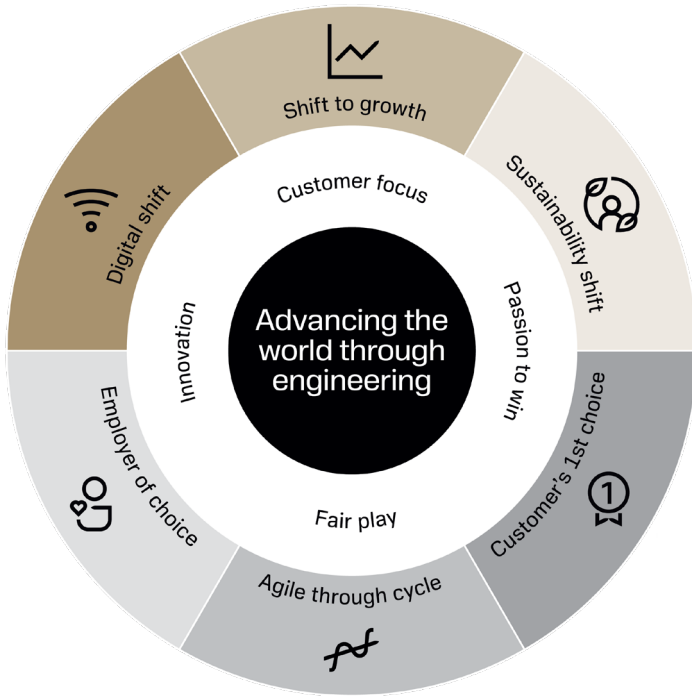 Shift to growth
Sustainability shift
Customer's 1st choice
Agile through cycle
Employer of choice
Digital shift
Customer focus
Passion to win
Fair play
Innovation
Advancing the
world through
engineering
1